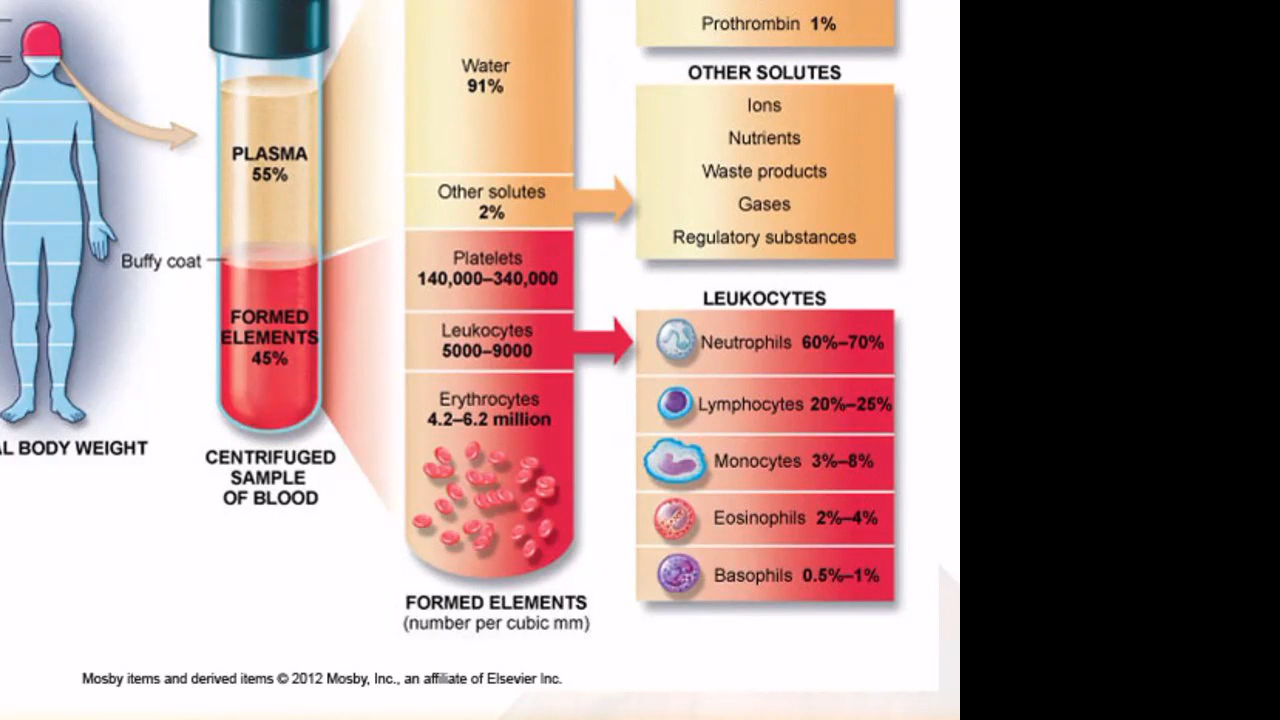 Prothrombin 1%
Water
91%
OTHER SOLUTES
Ions
Nutrients
Waste products
Gases
Regulatory substances
PLASMA
55%
Other solutes
2%
Buffy coat
Platelets
140,000–340,000
LEUKOCYTES
FORMED
ELEMENTS
45%
Leukocytes
5000–9000
Neutrophils 60%–70%
Lymphocytes 20%–25%
Monocytes 3%–8%
Eosinophils 2%–4%
Basophils 0.5%–1%
Erythrocytes
4.2–6.2 million
BODY WEIGHT
CENTRIFUGED
SAMPLE
OF BLOOD
FORMED ELEMENTS
(number per cubic mm)
Mosby items and derived items © 2012 Mosby, Inc., an affiliate of Elsevier Inc.